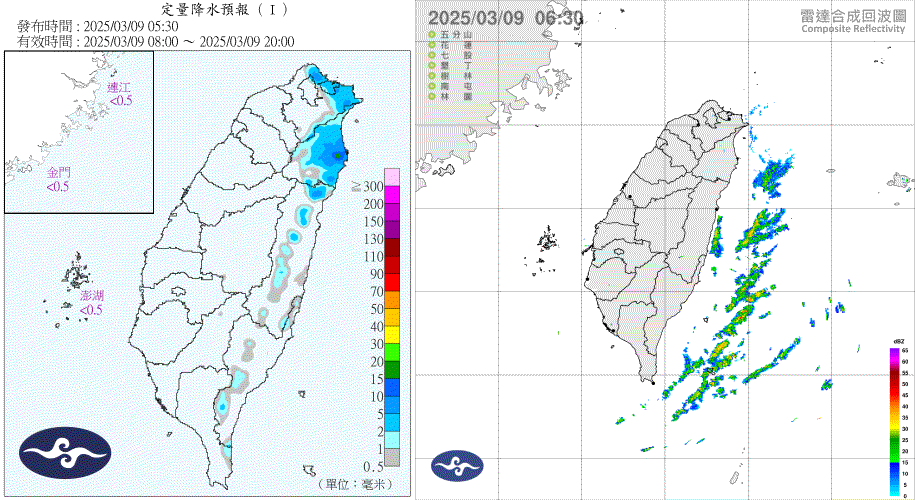 定量降水預報（Ｉ）
發布時間：2025/03/09 05:30
有效時間：2025/03/09 08:00 ～ 2025/03/09 20:00
連江
<0.5
金門
<0.5
澎湖
<0.5
≧ 300
200
150
130
110
90
70
50
40
30
20
15
10
5
2
1
0.5
（單位：毫米）
2025/03/09 06:30
五分山
花蓮
七股
墾丁
樹林
南屯
林園
雷達合成回波圖
Composite Reflectivity
dBZ
65
60
55
50
45
40
35
30
25
20
15
10
5
0